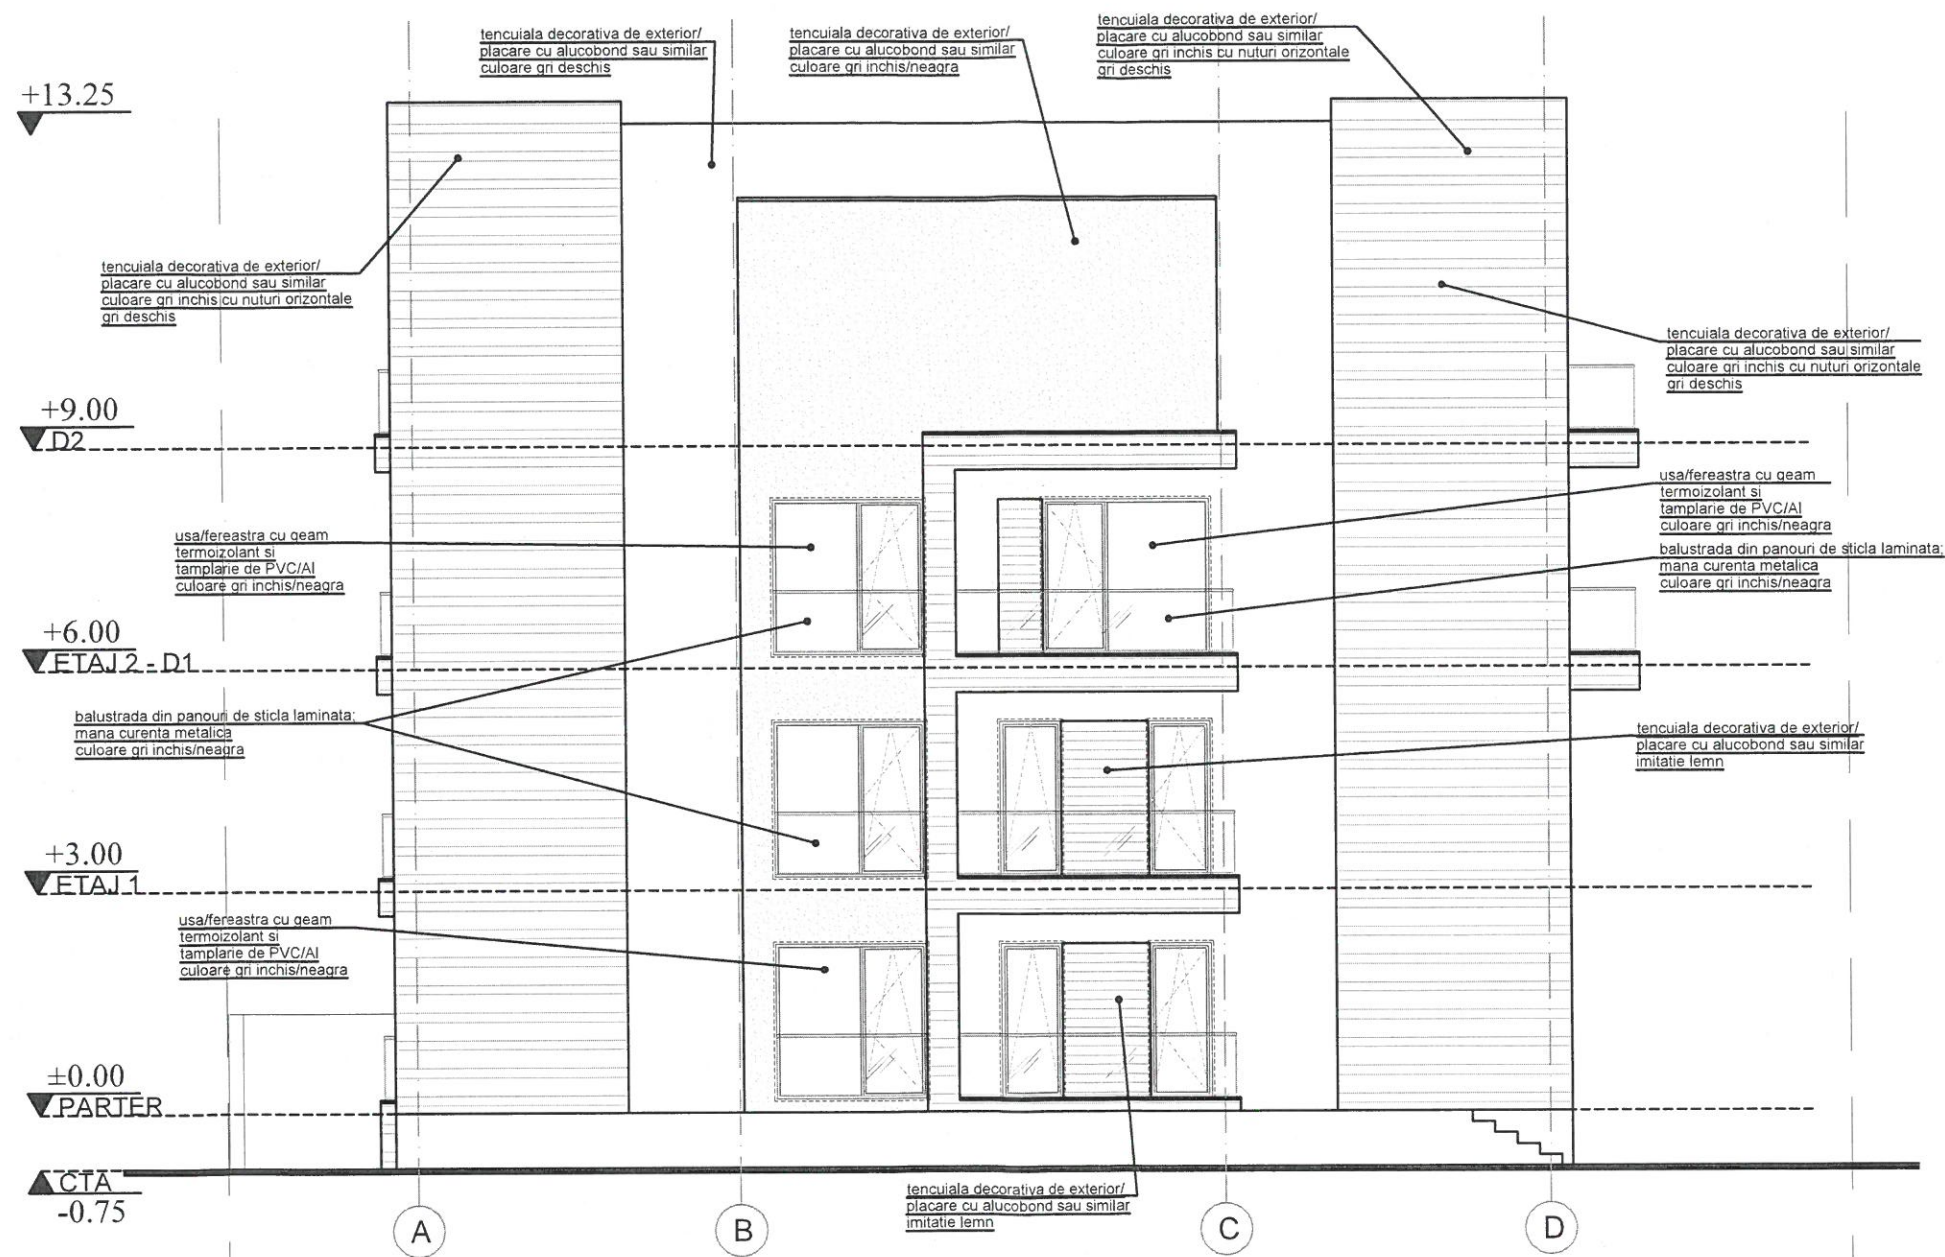 tencuiala decorativa de exterior/
placare cu alucobond sau similar
culoare gri deschis
tencuiala decorativa de exterior/
placare cu alucobond sau similar
culoare gri inchis/neagra
tencuiala decorativa de exterior/
placare cu alucobond sau similar
culoare gri inchis cu nuturi orizontale
gri deschis
+13.25
tencuiala decorativa de exterior/
placare cu alucobond sau similar
culoare gri inchis cu nuturi orizontale
gri deschis
tencuiala decorativa de exterior/
placare cu alucobond sau similar
culoare gri inchis cu nuturi orizontale
gri deschis
+9.00
D2
usa/fereastra cu geam
termoizolant si
tamplarie de PVC/Al
culoare gri inchis/neagra
usa/fereastra cu geam
termoizolant si
tamplarie de PVC/Al
culoare gri inchis/neagra
balustrada din panouri de sticla laminata;
mana curenta metalica
culoare gri inchis/neagra
+6.00
ETAJ 2 - D1
balustrada din panouri de sticla laminata;
mana curenta metalica
culoare gri inchis/neagra
tencuiala decorativa de exterior/
placare cu alucobond sau similar
imitatie lemn
+3.00
ETAJ 1
usa/fereastra cu geam
termoizolant si
tamplarie de PVC/Al
culoare gri inchis/neagra
±0.00
PARTER
CTA
-0.75
tencuiala decorativa de exterior/
placare cu alucobond sau similar
imitatie lemn
A
B
C
D